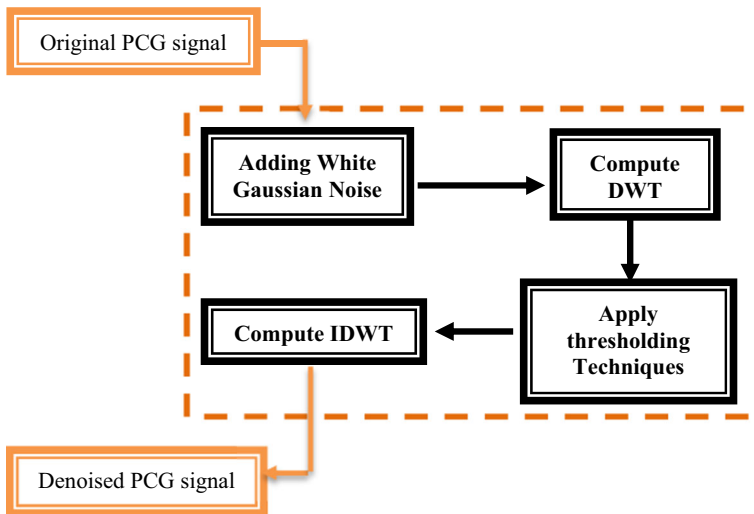 Original PCG signal
Adding White
Gaussian Noise
Compute
DWT
Apply
thresholding
Techniques
Compute IDWT
Denoised PCG signal